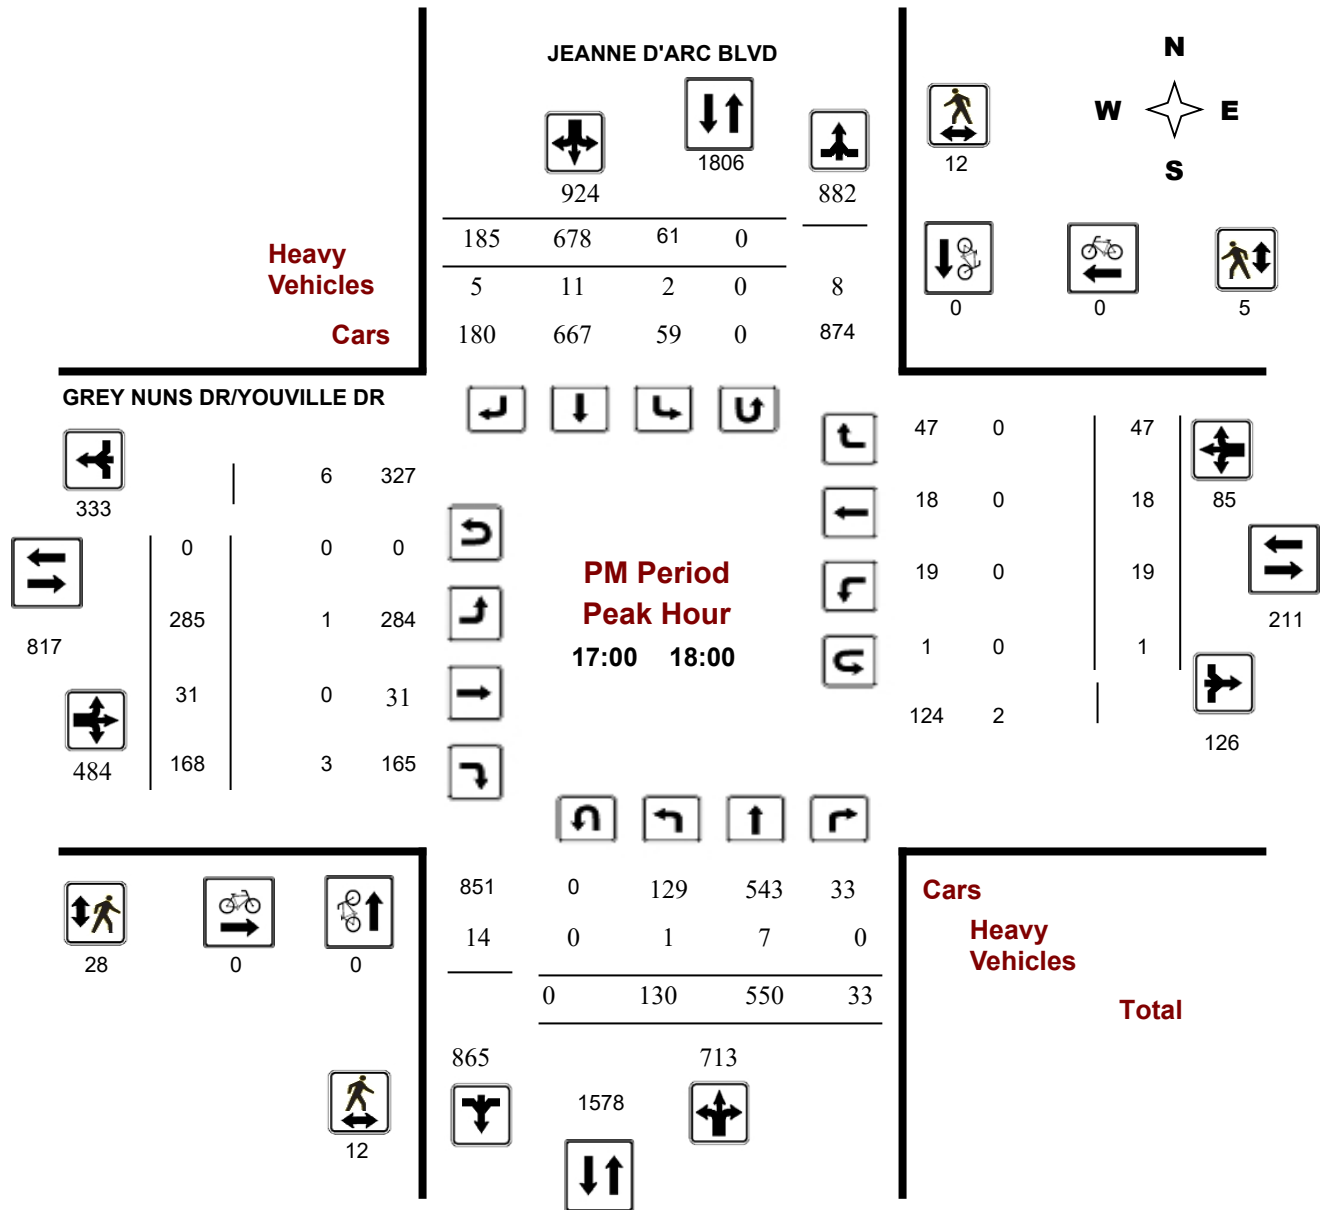 JEANNE D'ARC BLVD
N
W E
S
1806
924
882
12
185 678 61 0
Heavy
Vehicles
5 11 2 0 8
Cars
180 667 59 0 874
0 0 5
GREY NUNS DR/YOUVILLE DR
47 0 47
6 327
333
18 0 18
85
0 0 0
PM Period
19 0 19
Peak Hour
285 1 284
211
817
17:00 18:00
1 0 1
31 0 31
124 2
126
484
168 3 165
851 0 129 543 33
Cars
14 0 1 7 0
Heavy
Vehicles
28 0 0
0 130 550 33
Total
865 713
1578
12